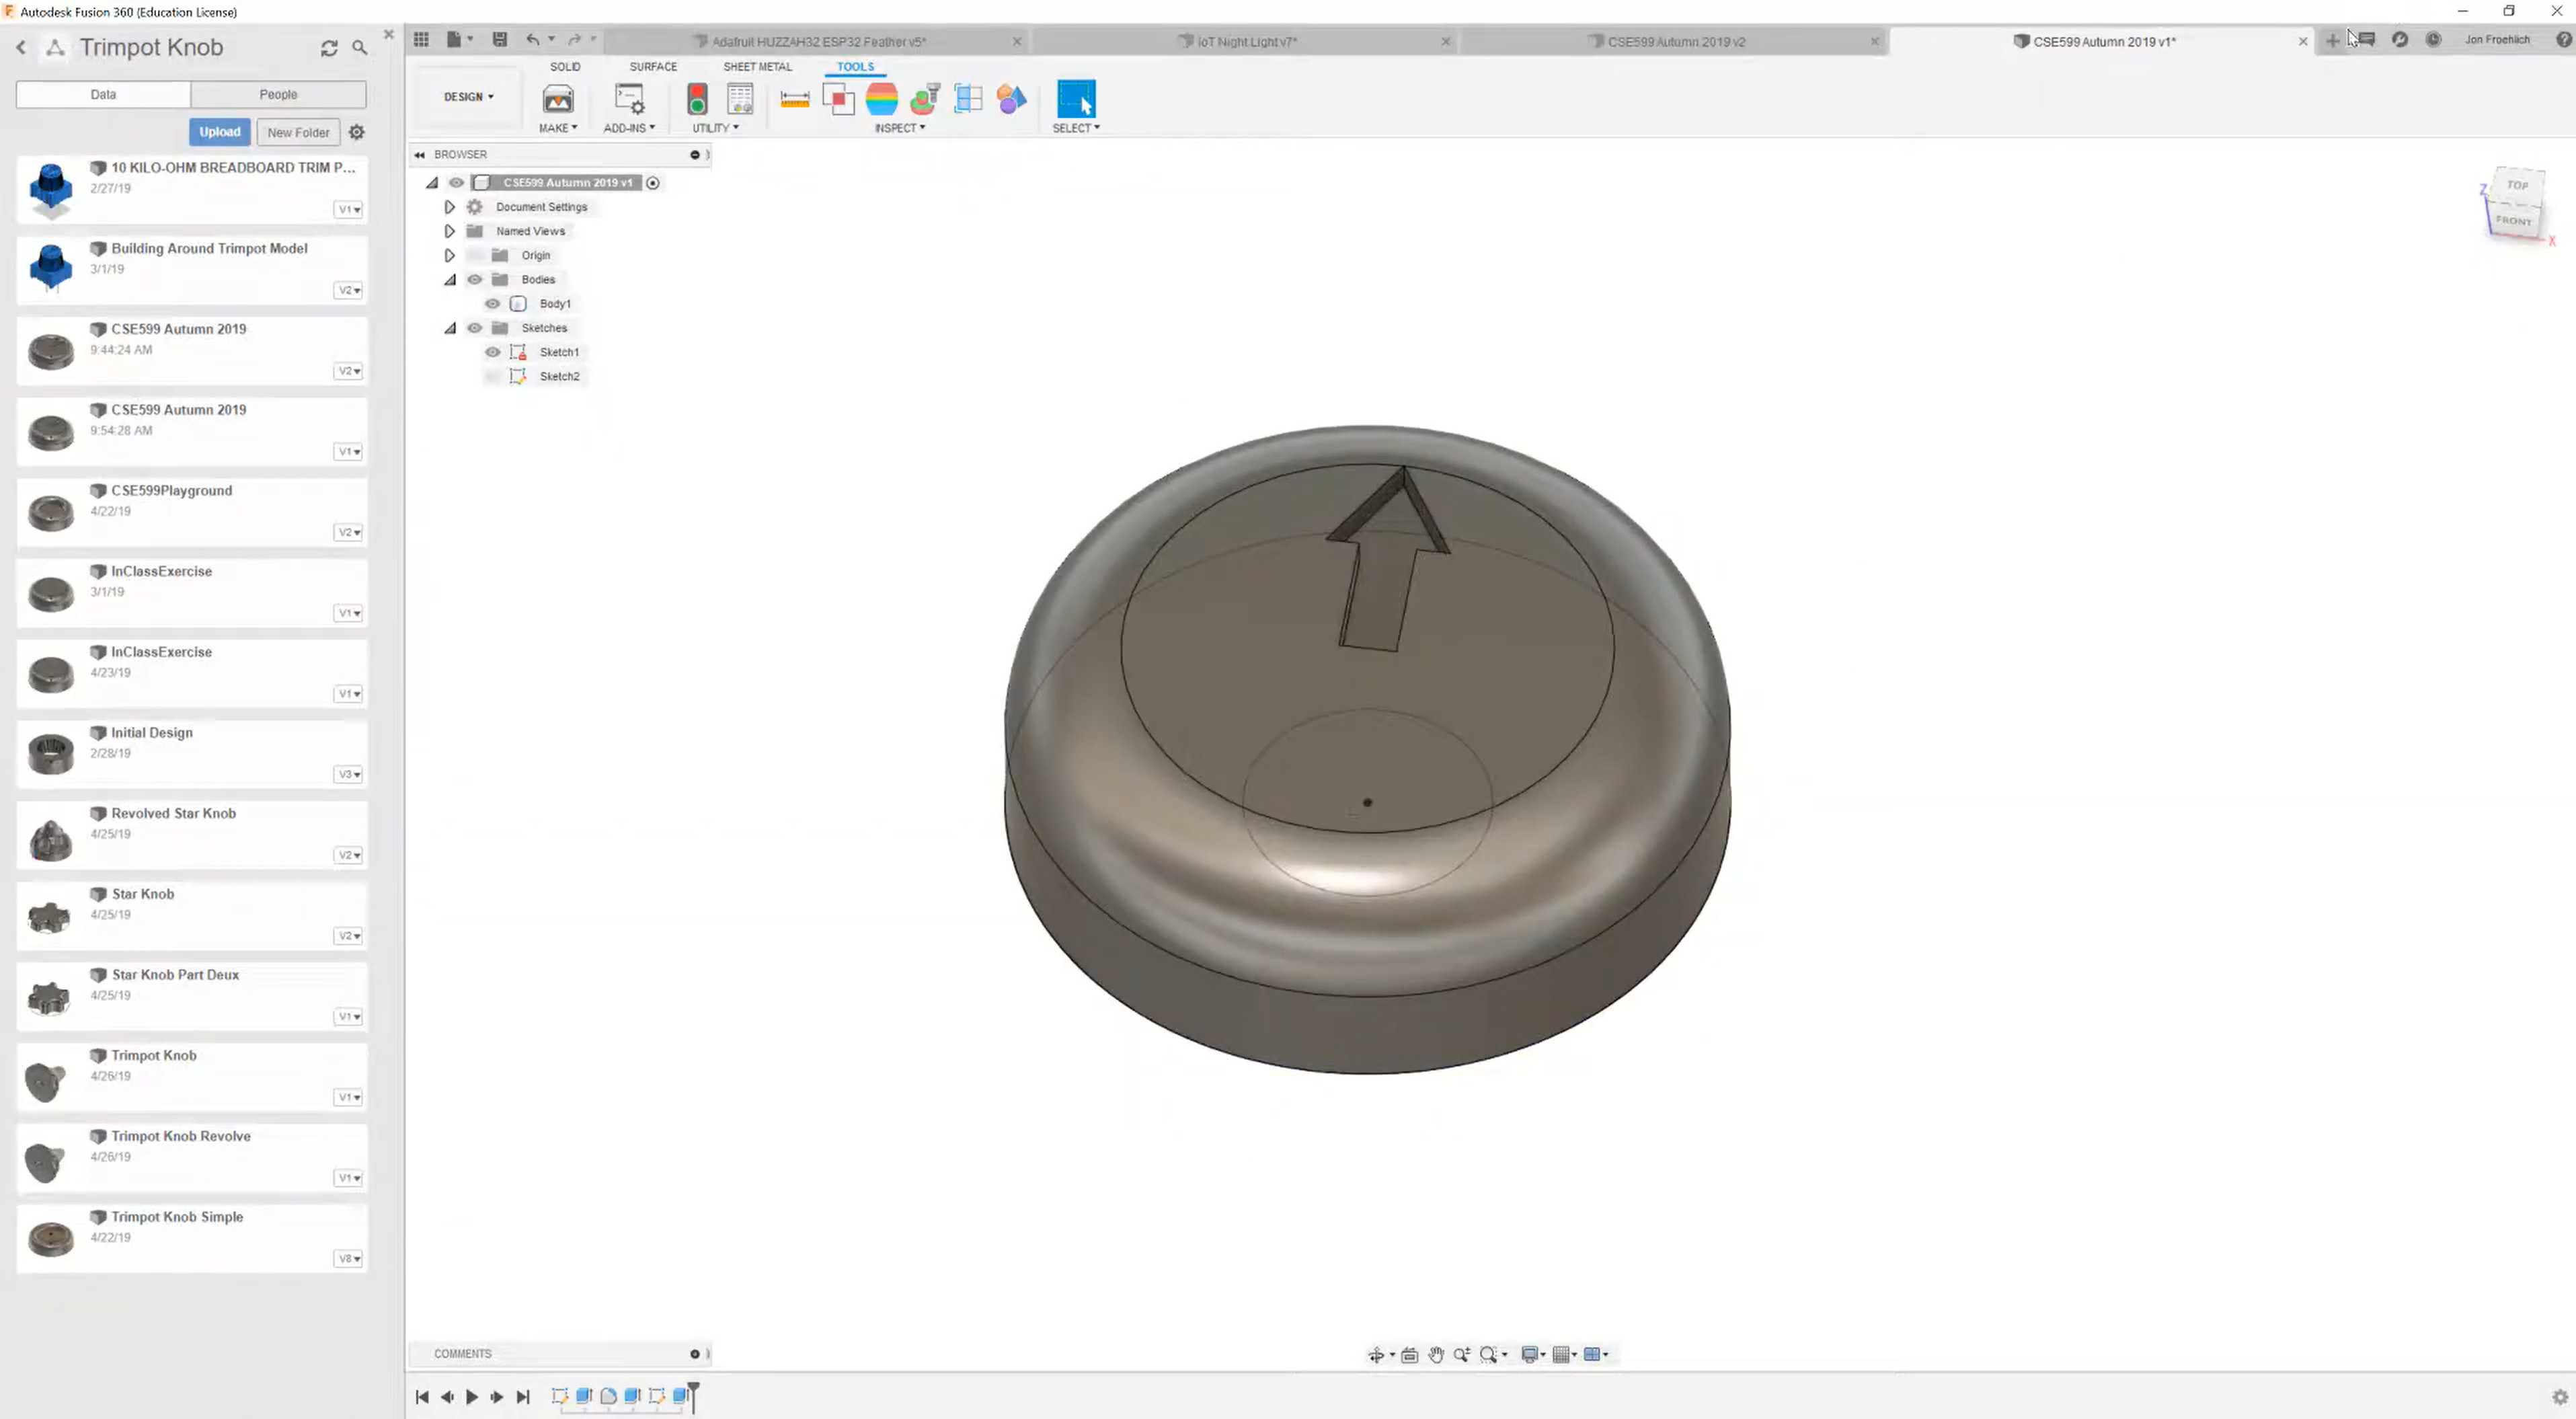 Autodesk Fusion 360 (Education License)
Trimpot Knob
Data
People
Upload
New Folder
10 KILO-OHM BREADBOARD TRIM P...
2/27/19
V1
Building Around Trimpot Model
3/1/19
V2
CSE599 Autumn 2019
9:44:24 AM
V2
CSE599 Autumn 2019
9:54:28 AM
V1
CSE599Playground
4/22/19
V2
InClassExercise
3/1/19
V1
InClassExercise
4/23/19
V1
Initial Design
2/28/19
V3
Revolved Star Knob
4/25/19
V2
Star Knob
4/25/19
V2
Star Knob Part Deux
4/25/19
V1
Trimpot Knob
4/26/19
V1
Trimpot Knob Revolve
4/26/19
V1
Trimpot Knob Simple
4/22/19
V8
Adafruit HUZZAH32 ESP32 Feather v5*
IoT Night Light v7*
CSE599 Autumn 2019 v2
CSE599 Autumn 2019 v1*
Jon Froehlich
SOLID
SURFACE
SHEET METAL
TOOLS
DESIGN
MAKE
ADD-INS
UTILITY
INSPECT
SELECT
BROWSER
CSE599 Autumn 2019 v1
Document Settings
Named Views
Origin
Bodies
Body1
Sketches
Sketch1
Sketch2
TOP
FRONT
Z
X
COMMENTS